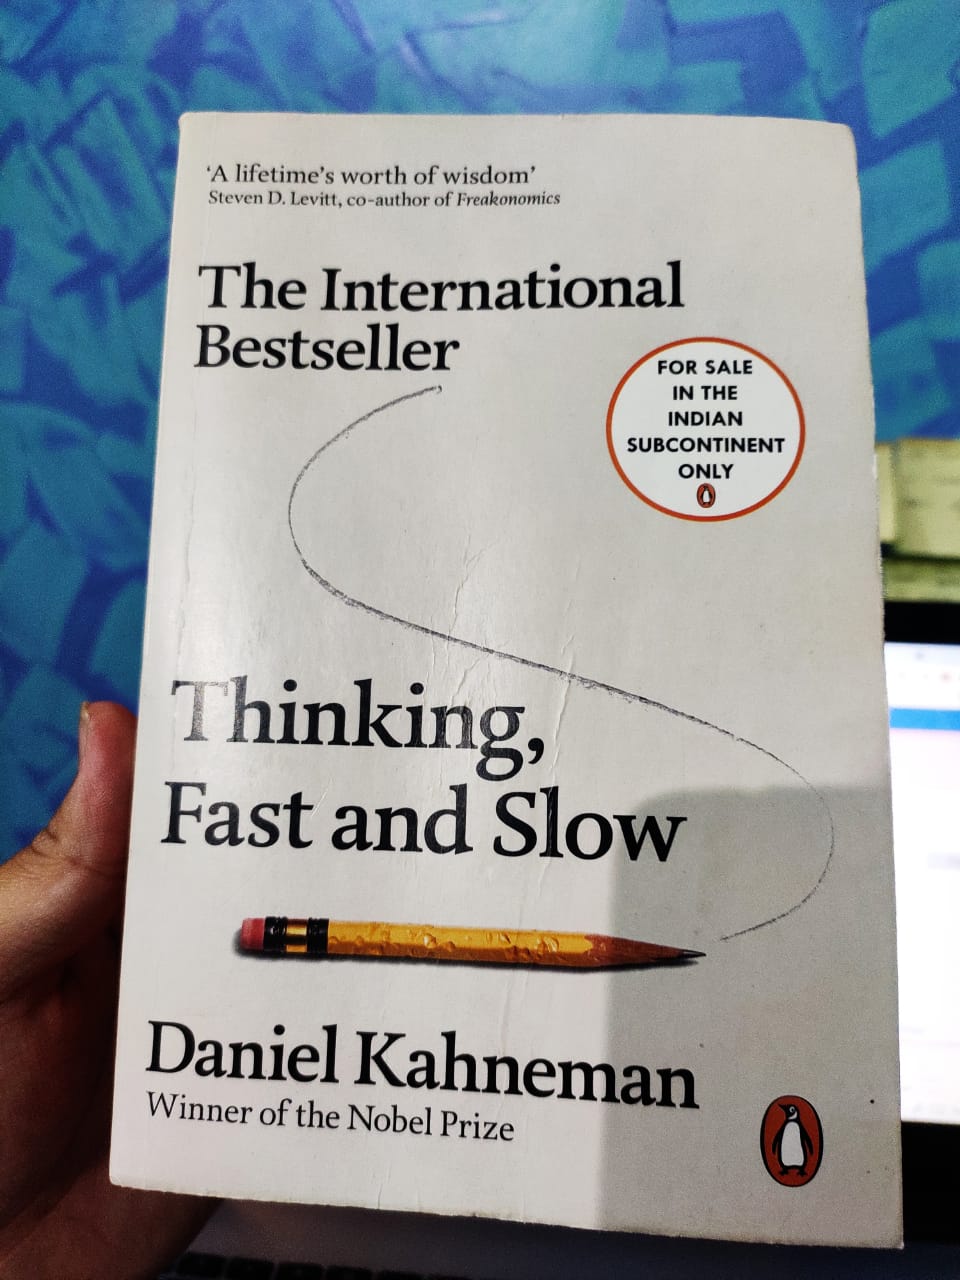 ‘A lifetime’s worth of wisdom’
Steven D. Levitt, co-author of Freakonomics
The International
Bestseller
FOR SALE
IN THE
INDIAN
SUBCONTINENT
ONLY
Thinking,
Fast and Slow
Daniel Kahneman
Winner of the Nobel Prize